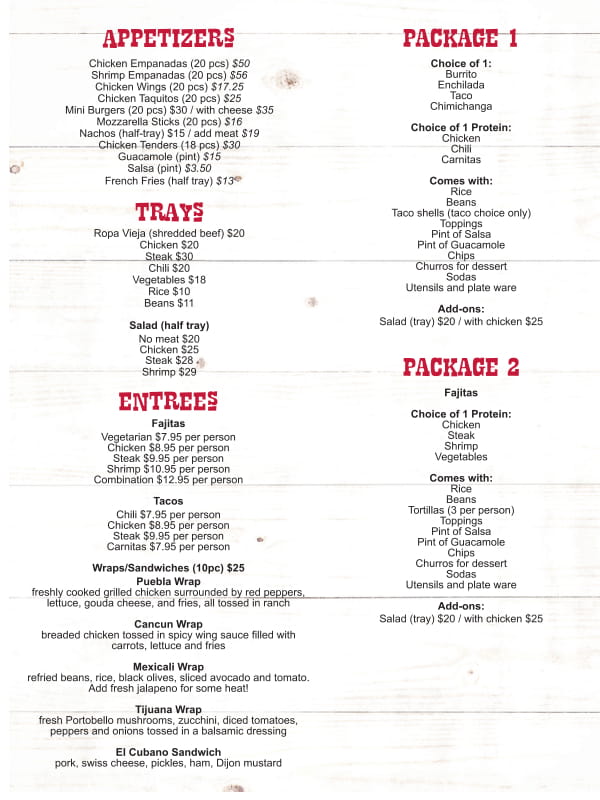 APPETIZERS
Chicken Empanadas (20 pcs) $50
Shrimp Empanadas (20 pcs) $56
Chicken Wings (20 pcs) $17.25
Chicken Taquitos (20 pcs) $25
Mini Burgers (20 pcs) $30 / with cheese $35
Mozzarella Sticks (20 pcs) $16
Nachos (half-tray) $15 / add meat $19
Chicken Tenders (18 pcs) $30
Guacamole (pint) $15
Salsa (pint) $3.50
French Fries (half tray) $13
TRAYS
Ropa Vieja (shredded beef) $20
Chicken $20
Steak $30
Chili $20
Vegetables $18
Rice $10
Beans $11
Salad (half tray)
No meat $20
Chicken $25
Steak $28
Shrimp $29
ENTREES
Fajitas
Vegetarian $7.95 per person
Chicken $8.95 per person
Steak $9.95 per person
Shrimp $10.95 per person
Combination $12.95 per person
Tacos
Chili $7.95 per person
Chicken $8.95 per person
Steak $9.95 per person
Carnitas $7.95 per person
Wraps/Sandwiches (10pc) $25
Puebla Wrap
freshly cooked grilled chicken surrounded by red peppers,
lettuce, gouda cheese, and fries, all tossed in ranch
Cancun Wrap
breaded chicken tossed in spicy wing sauce filled with
carrots, lettuce and fries
Mexicali Wrap
refried beans, rice, black olives, sliced avocado and tomato.
Add fresh jalapeno for some heat!
Tijuana Wrap
fresh Portobello mushrooms, zucchini, diced tomatoes,
peppers and onions tossed in a balsamic dressing
El Cubano Sandwich
pork, swiss cheese, pickles, ham, Dijon mustard
PACKAGE 1
Choice of 1:
Burrito
Enchilada
Taco
Chimichanga
Choice of 1 Protein:
Chicken
Chili
Carnitas
Comes with:
Rice
Beans
Taco shells (taco choice only)
Toppings
Pint of Salsa
Pint of Guacamole
Chips
Churros for dessert
Sodas
Utensils and plate ware
Add-ons:
Salad (tray) $20 / with chicken $25
PACKAGE 2
Fajitas
Choice of 1 Protein:
Chicken
Steak
Shrimp
Vegetables
Comes with:
Rice
Beans
Tortillas (3 per person)
Toppings
Pint of Salsa
Pint of Guacamole
Chips
Churros for dessert
Sodas
Utensils and plate ware
Add-ons:
Salad (tray) $20 / with chicken $25